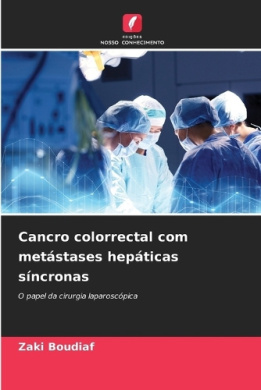 edições
NOSSO CONHECIMENTO
Cancro colorrectal com
metástases hepáticas
síncronas
O papel da cirurgia laparoscópica
Zaki Boudiaf